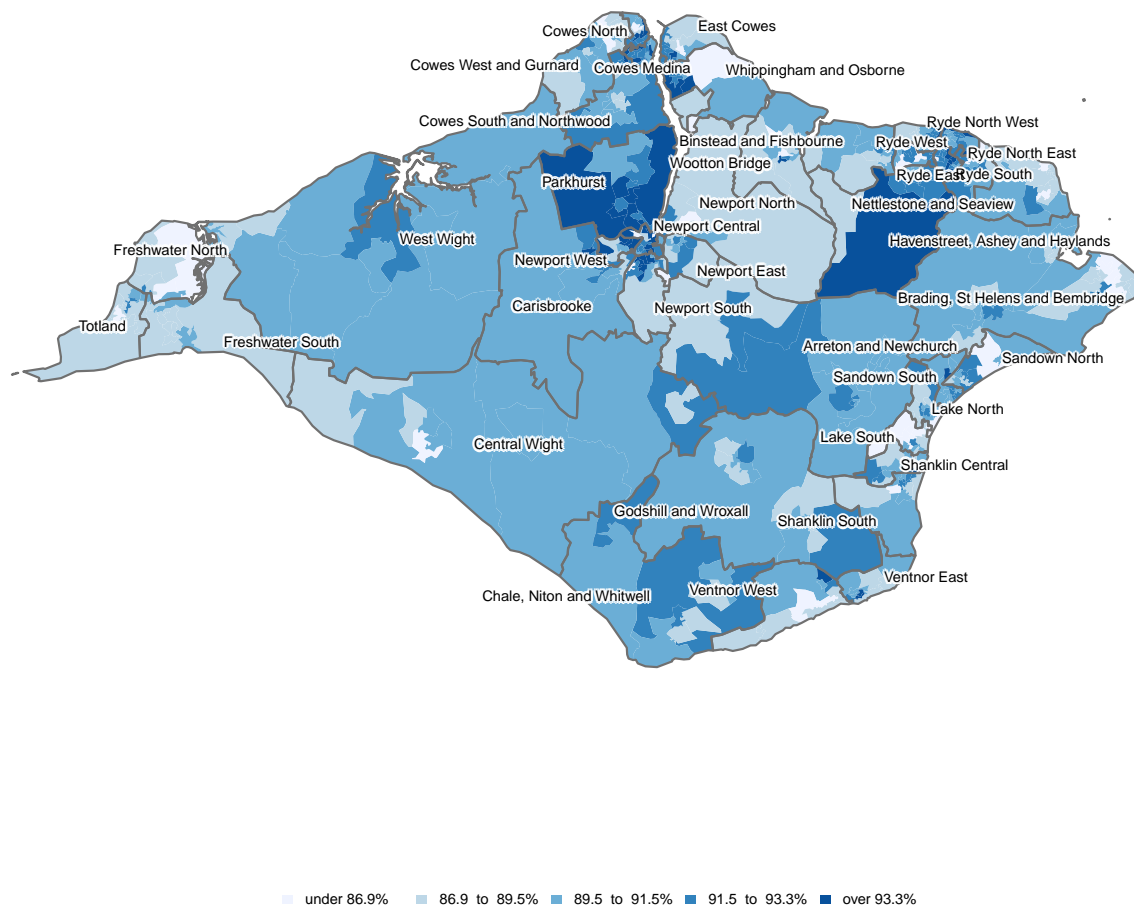 Cowes North
East Cowes
Cowes West and Gurnard
Cowes Medina
Whippingham and Osborne
Cowes South and Northwood
Ryde North West
Binstead and Fishbourne
Ryde West
Ryde North East
Wootton Bridge
Parkhurst
Ryde East
Ryde South
Newport North
Nettlestone and Seaview
Newport Central
West Wight
Havenstreet, Ashey and Haylands
Freshwater North
Newport West
Newport East
Brading, St Helens and Bembridge
Carisbrooke
Newport South
Totland
Freshwater South
Arreton and Newchurch
Sandown North
Sandown South
Lake North
Lake South
Central Wight
Shanklin Central
Godshill and Wroxall
Shanklin South
Ventnor East
Ventnor West
Chale, Niton and Whitwell
under 86.9%
86.9 to 89.5%
89.5 to 91.5%
91.5 to 93.3%
over 93.3%